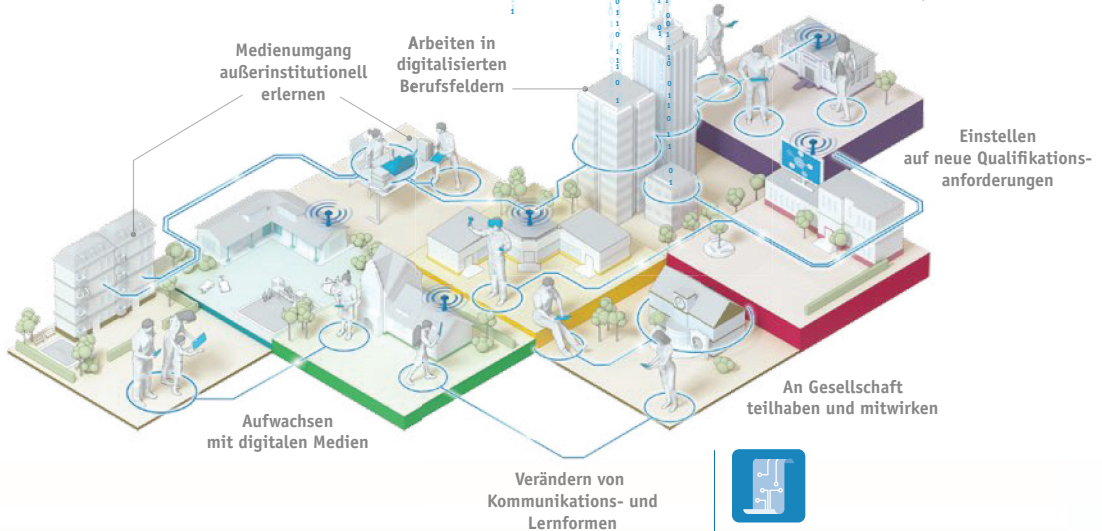 Medienumgang
außerinstitutionell
erlernen
Arbeiten in
digitalisierten
Berufsfeldern
Einstellen
auf neue Qualifikations-
anforderungen
An Gesellschaft
teilhaben und mitwirken
Aufwachsen
mit digitalen Medien
Verändern von
Kommunikations- und
Lernformen